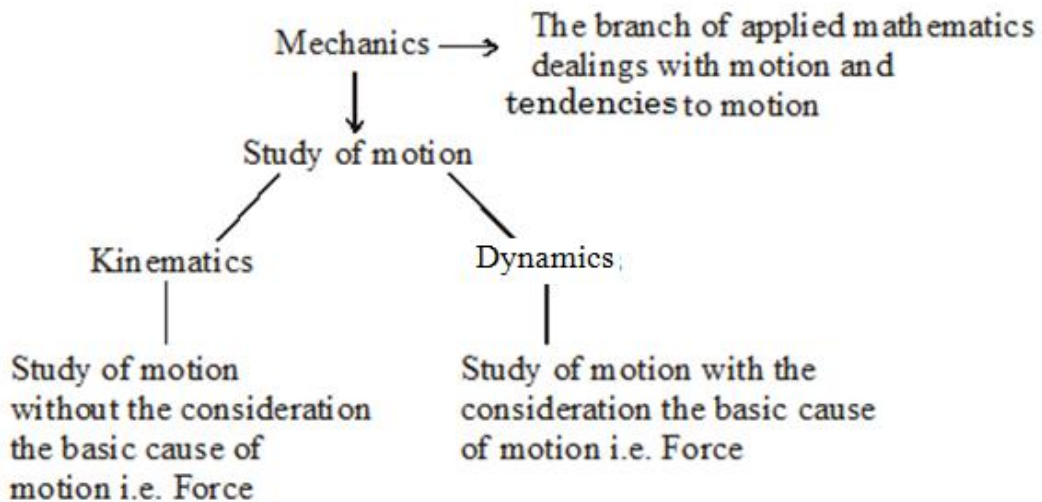 Mechanics
The branch of applied mathematics
dealings with motion and
tendencies to motion
Study of motion
Kinematics
Dynamics
Study of motion
without the consideration
the basic cause of
motion i.e. Force
Study of motion with the
consideration the basic cause
of motion i.e. Force